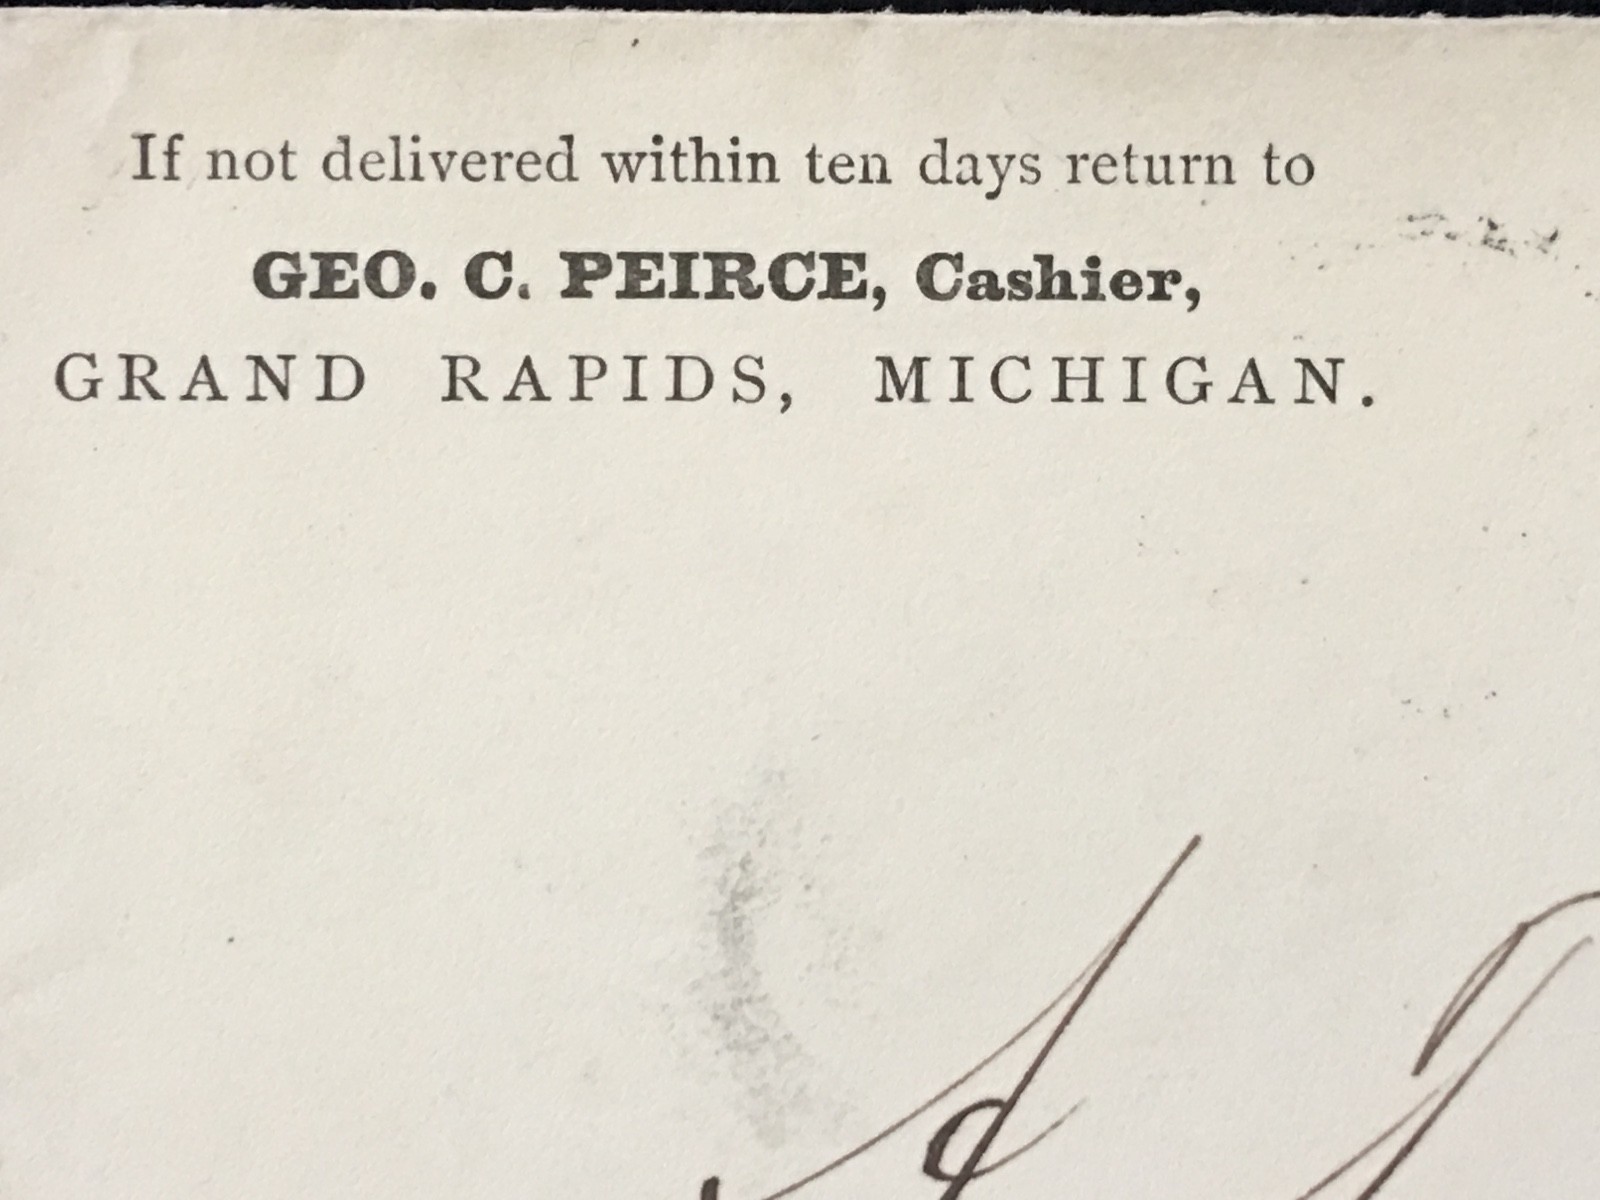 If not delivered within ten days return to
GEO. C. PEIRCE, Cashier,
GRAND RAPIDS, MICHIGAN.